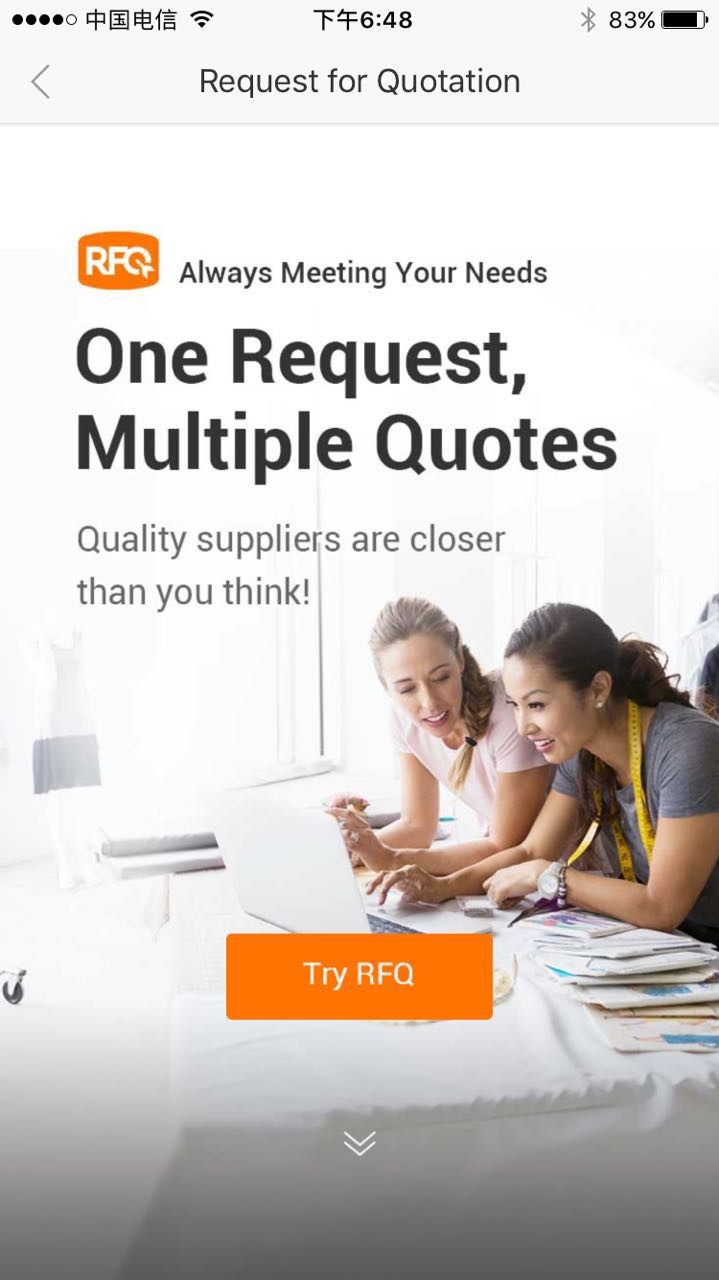 中国电信 下午6:48 83%
Request for Quotation
RFQ Always Meeting Your Needs
One Request,
Multiple Quotes
Quality suppliers are closer
than you think!
Try RFQ